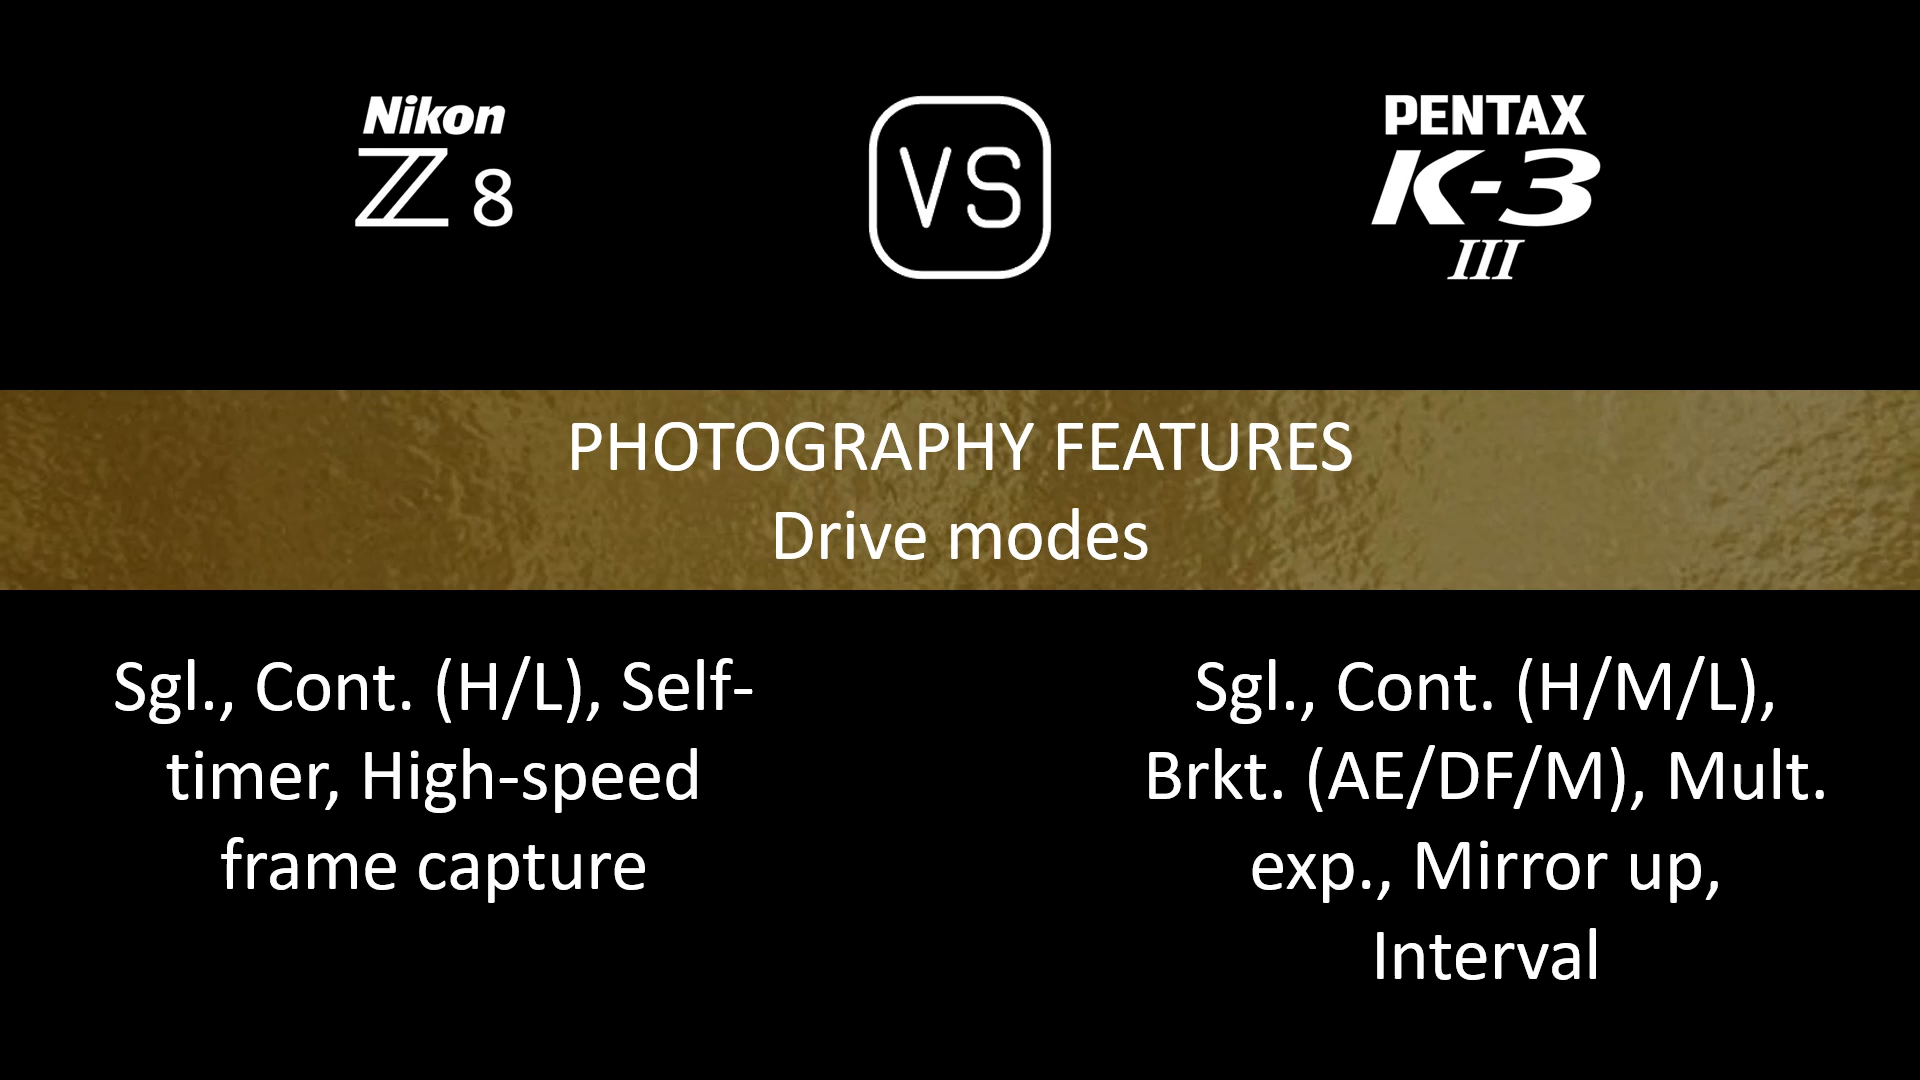 Nikon
Z 8
VS
PENTAX
K-3
III
PHOTOGRAPHY FEATURES
Drive modes
Sgl., Cont. (H/L), Self-
timer, High-speed
frame capture
Sgl., Cont. (H/M/L),
Brkt. (AE/DF/M), Mult.
exp., Mirror up,
Interval